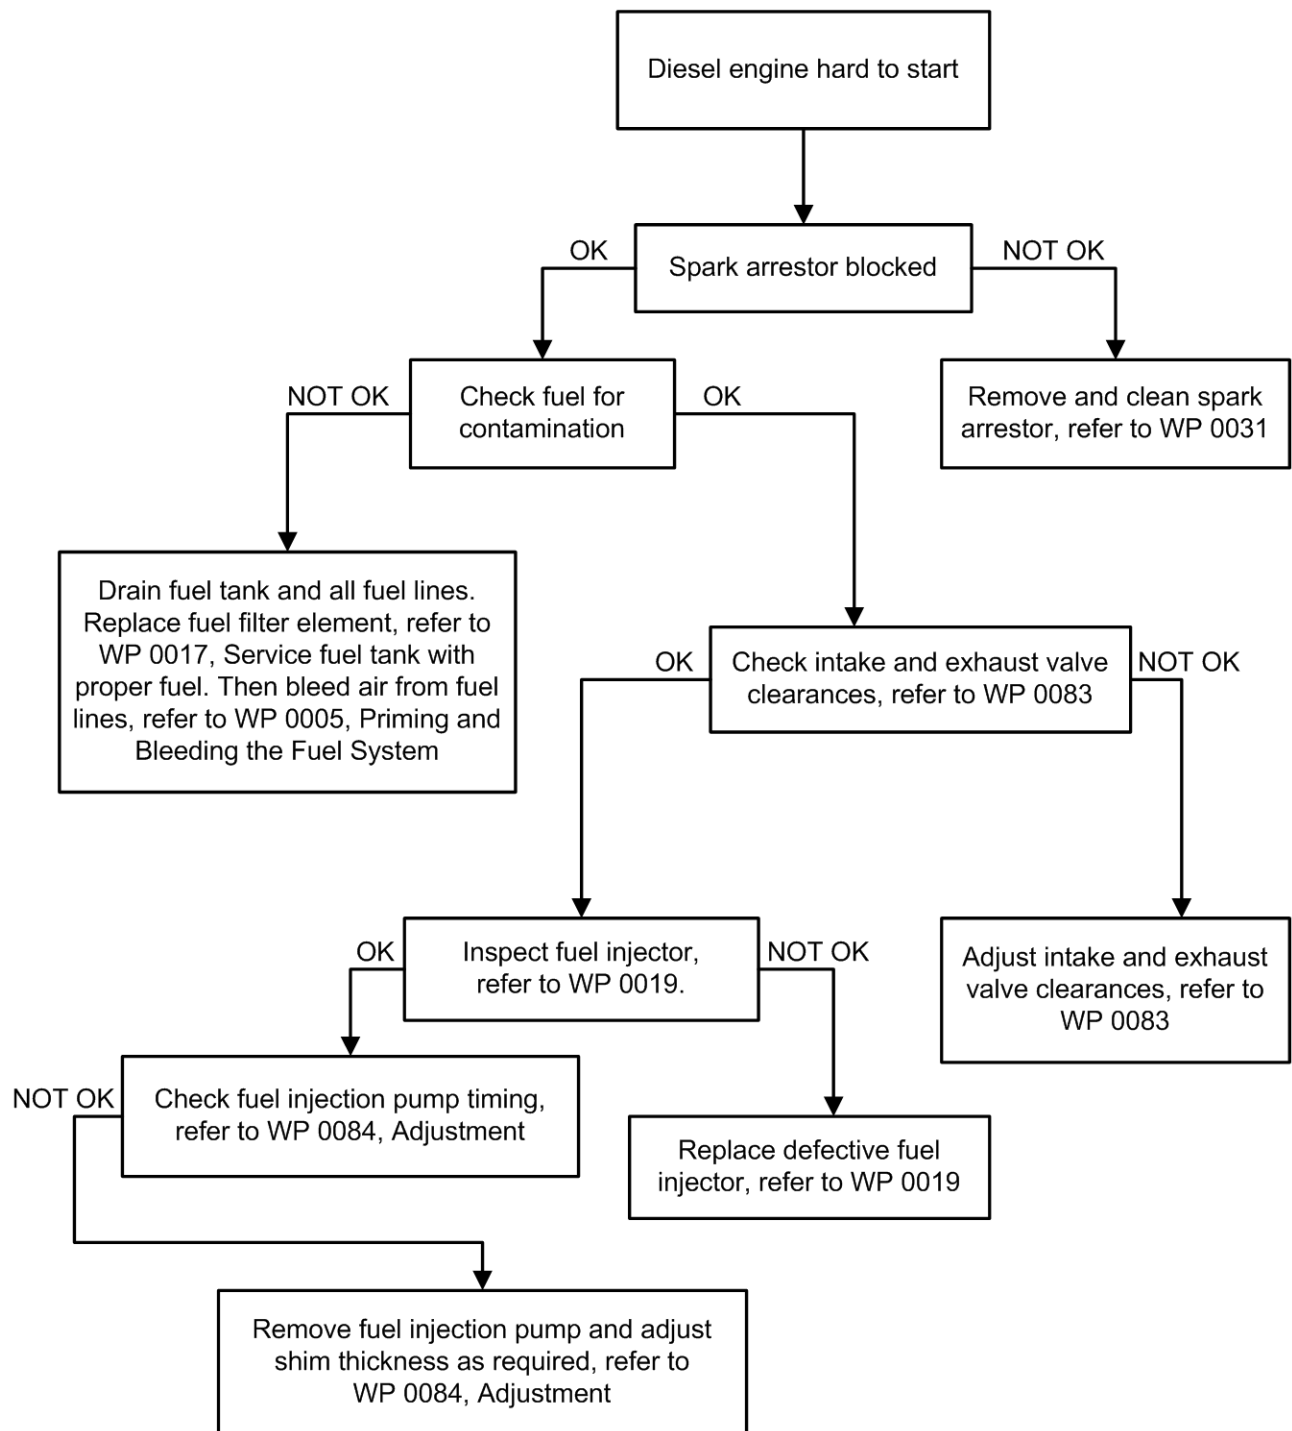 Diesel engine hard to start
OK
Spark arrestor blocked
NOT OK
NOT OK
Check fuel for
contamination
OK
Remove and clean spark
arrestor, refer to WP 0031
Drain fuel tank and all fuel lines.
Replace fuel filter element, refer to
WP 0017, Service fuel tank with
proper fuel. Then bleed air from fuel
lines, refer to WP 0005, Priming and
Bleeding the Fuel System
OK
Check intake and exhaust valve
clearances, refer to WP 0083
NOT OK
OK
Inspect fuel injector,
refer to WP 0019.
NOT OK
Adjust intake and exhaust
valve clearances, refer to
WP 0083
NOT OK
Check fuel injection pump timing,
refer to WP 0084, Adjustment
Replace defective fuel
injector, refer to WP 0019
Remove fuel injection pump and adjust
shim thickness as required, refer to
WP 0084, Adjustment